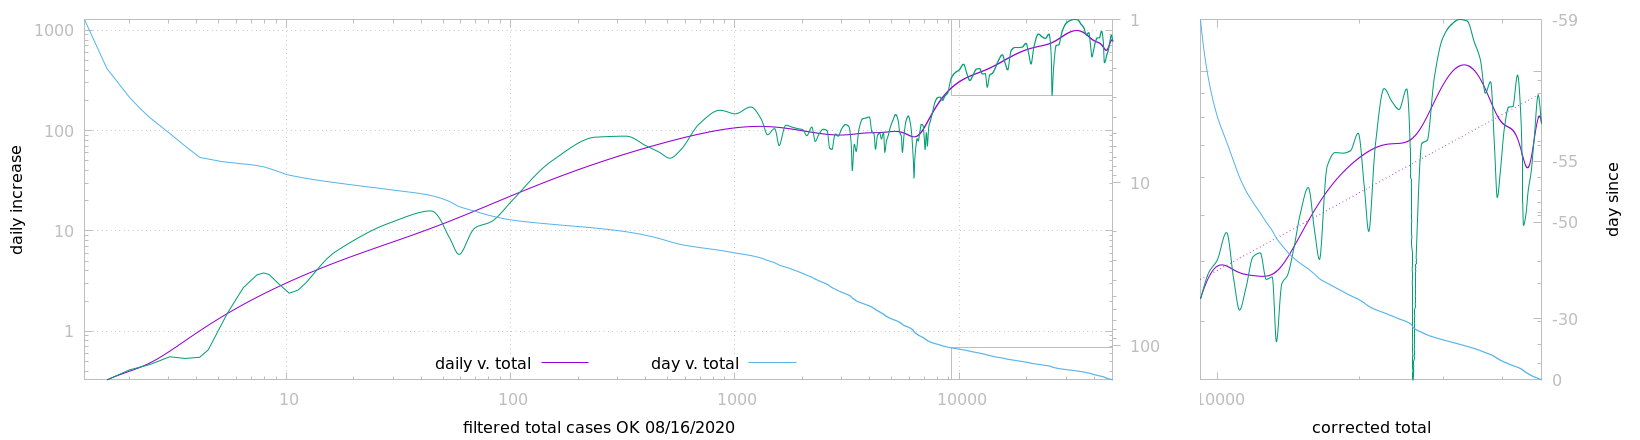 1000
100
10
1
daily increase
daily v. total
day v. total
10
100
1000
10000
filtered total cases OK 08/16/2020
1
10
100
10000
corrected total
-59
-55
-50
-30
0
day since